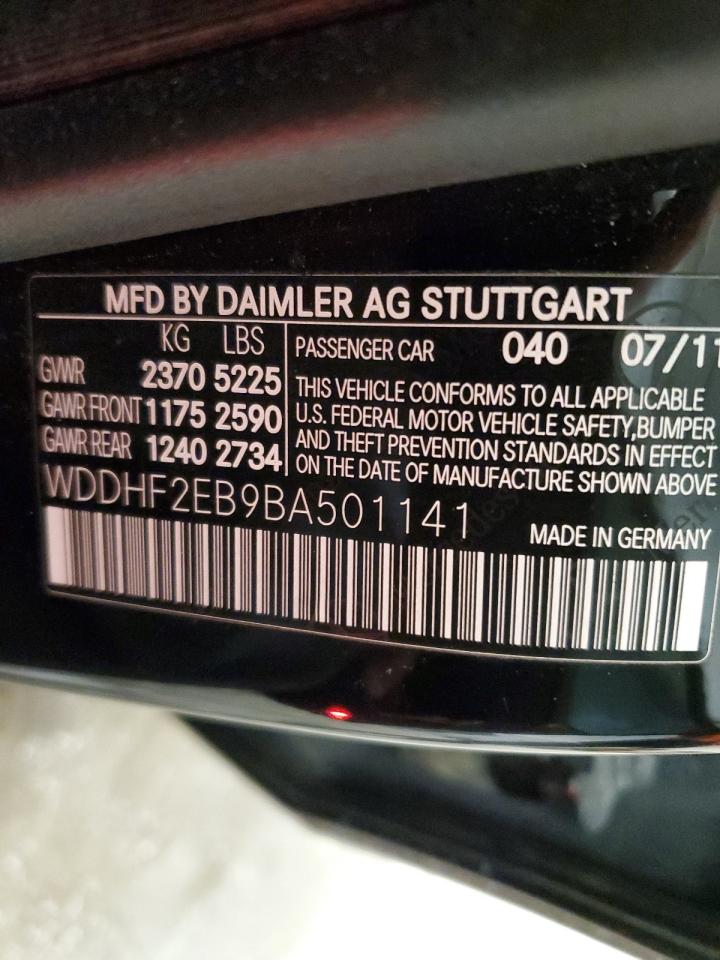 MFD BY DAIMLER AG STUTTGART
KG LBS
GVWR 2370 5225
GAWR FRONT 1175 2590
GAWR REAR 1240 2734
PASSENGER CAR 040 07/11
THIS VEHICLE CONFORMS TO ALL APPLICABLE
U.S. FEDERAL MOTOR VEHICLE SAFETY,BUMPER
AND THEFT PREVENTION STANDARDS IN EFFECT
ON THE DATE OF MANUFACTURE SHOWN ABOVE
WDDHF2EB9BA501141
MADE IN GERMANY